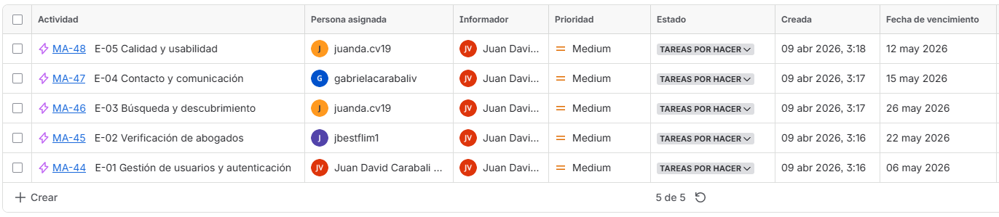 Actividad Persona asignada Informador Prioridad Estado Creada Fecha de vencimiento
MA-48 E-05 Calidad y usabilidad J juanda.cv19 JV Juan Davi... Medium TAREAS POR HACER 09 abr 2026, 3:18 12 may 2026
MA-47 E-04 Contacto y comunicación G gabrielacarabaliv JV Juan Davi... Medium TAREAS POR HACER 09 abr 2026, 3:17 15 may 2026
MA-46 E-03 Búsqueda y descubrimiento J juanda.cv19 JV Juan Davi... Medium TAREAS POR HACER 09 abr 2026, 3:17 26 may 2026
MA-45 E-02 Verificación de abogados J jbestflim1 JV Juan Davi... Medium TAREAS POR HACER 09 abr 2026, 3:16 22 may 2026
MA-44 E-01 Gestión de usuarios y autenticación JV Juan David Carabali ... JV Juan Davi... Medium TAREAS POR HACER 09 abr 2026, 3:16 06 may 2026
Crear 5 de 5